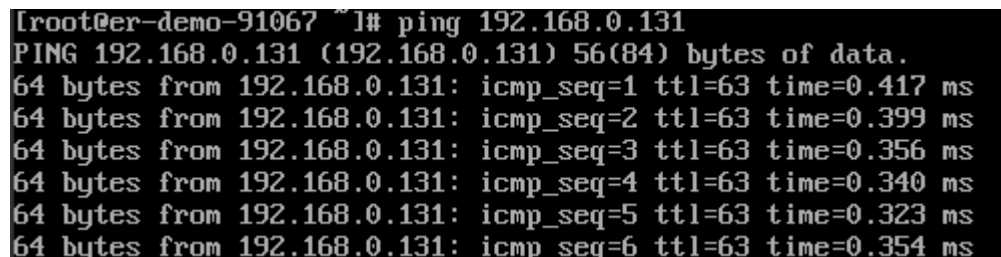 [root@er-demo-91067 ~]# ping 192.168.0.131
PING 192.168.0.131 (192.168.0.131) 56(84) bytes of data.
64 bytes from 192.168.0.131: icmp_seq=1 ttl=63 time=0.417 ms
64 bytes from 192.168.0.131: icmp_seq=2 ttl=63 time=0.399 ms
64 bytes from 192.168.0.131: icmp_seq=3 ttl=63 time=0.356 ms
64 bytes from 192.168.0.131: icmp_seq=4 ttl=63 time=0.340 ms
64 bytes from 192.168.0.131: icmp_seq=5 ttl=63 time=0.323 ms
64 bytes from 192.168.0.131: icmp_seq=6 ttl=63 time=0.354 ms